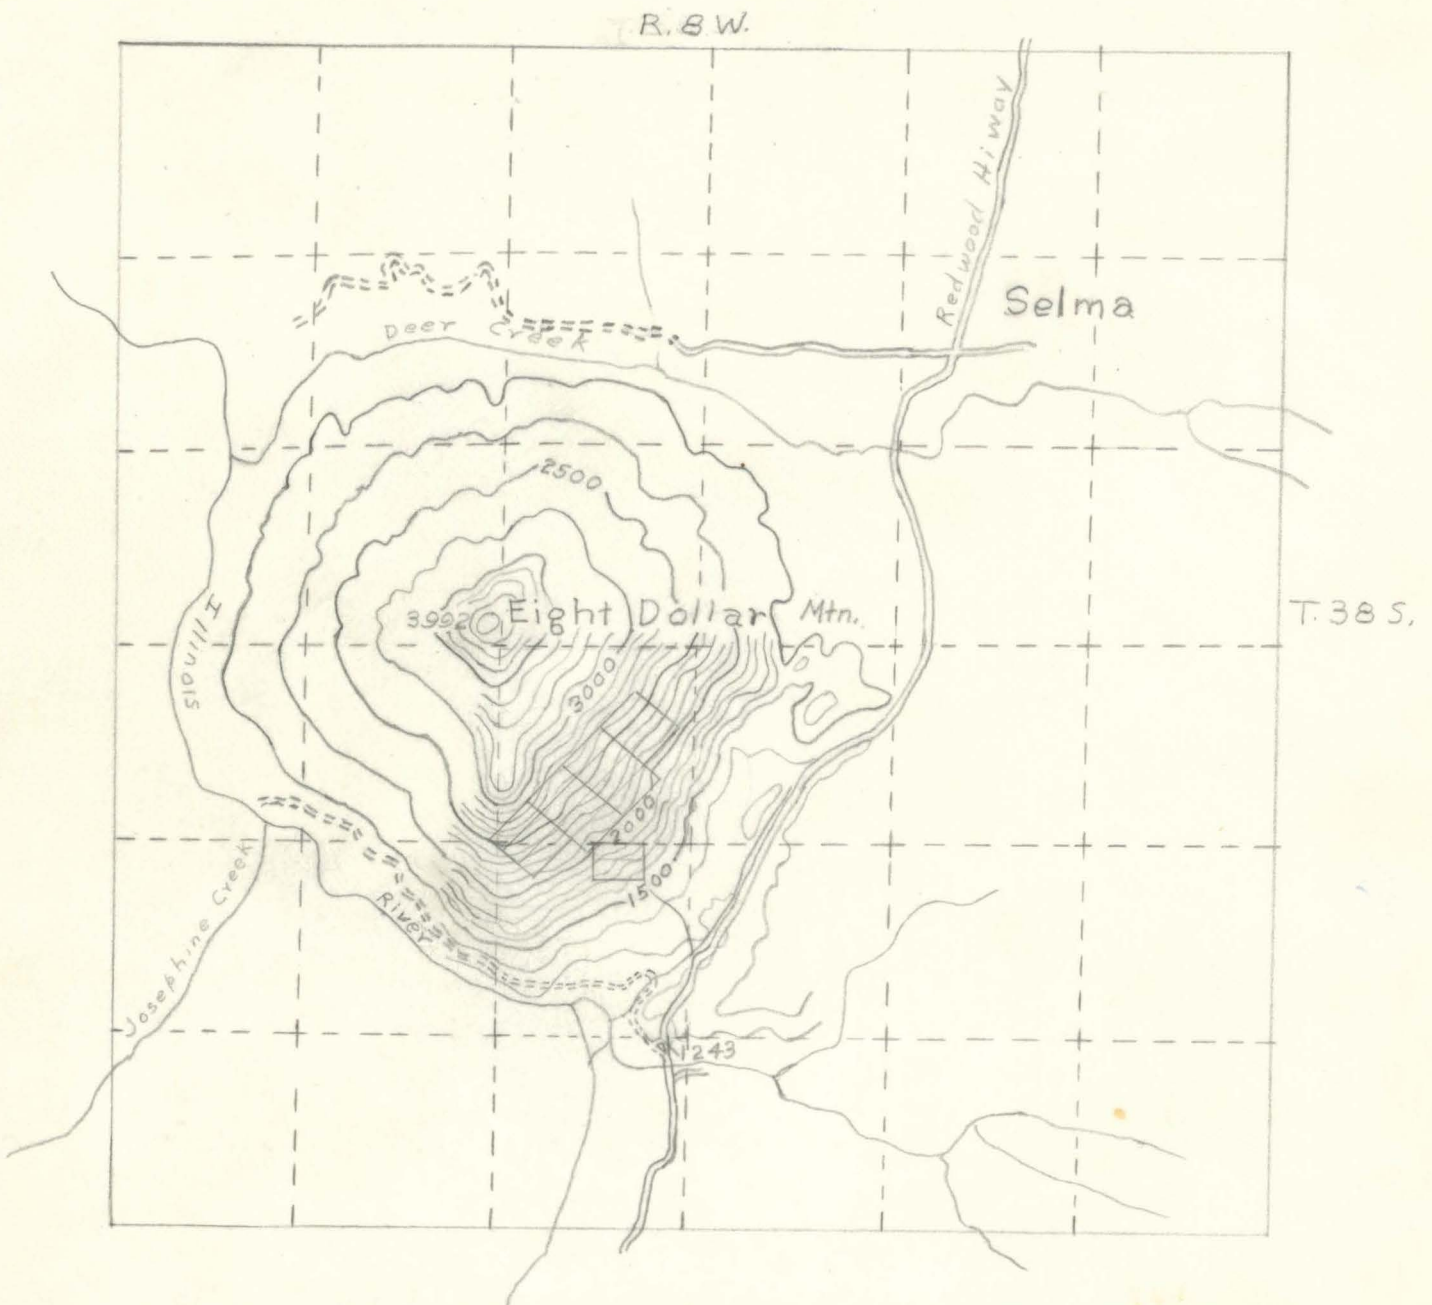 R. 8 W.
Redwood Hiway
Selma
Deer Creek
2500
3992 Eight Dollar Mtn.
T. 38 S.
Illinois
3000
2000
1500
River
Josephine Creek
1243